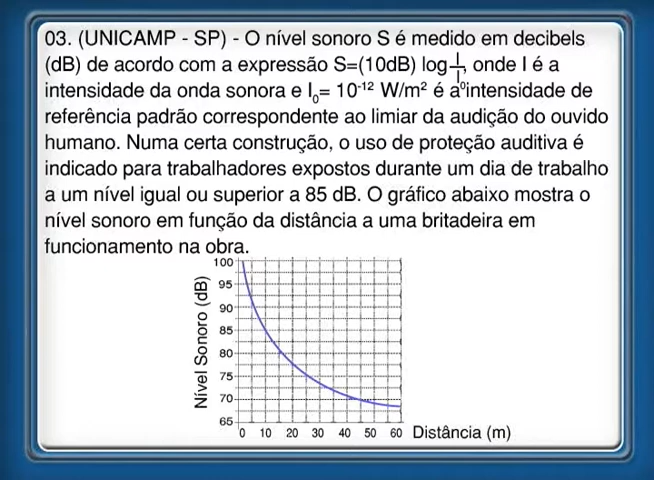 03. (UNICAMP - SP) - O nível sonoro S é medido em decibels
(dB) de acordo com a expressão S=(10dB) log I/I₀, onde I é a
intensidade da onda sonora e I₀= 10⁻¹² W/m² é a intensidade de
referência padrão correspondente ao limiar da audição do ouvido
humano. Numa certa construção, o uso de proteção auditiva é
indicado para trabalhadores expostos durante um dia de trabalho
a um nível igual ou superior a 85 dB. O gráfico abaixo mostra o
nível sonoro em função da distância a uma britadeira em
funcionamento na obra.
Nível Sonoro (dB)
100
95
90
85
80
75
70
65
0 10 20 30 40 50 60 Distância (m)